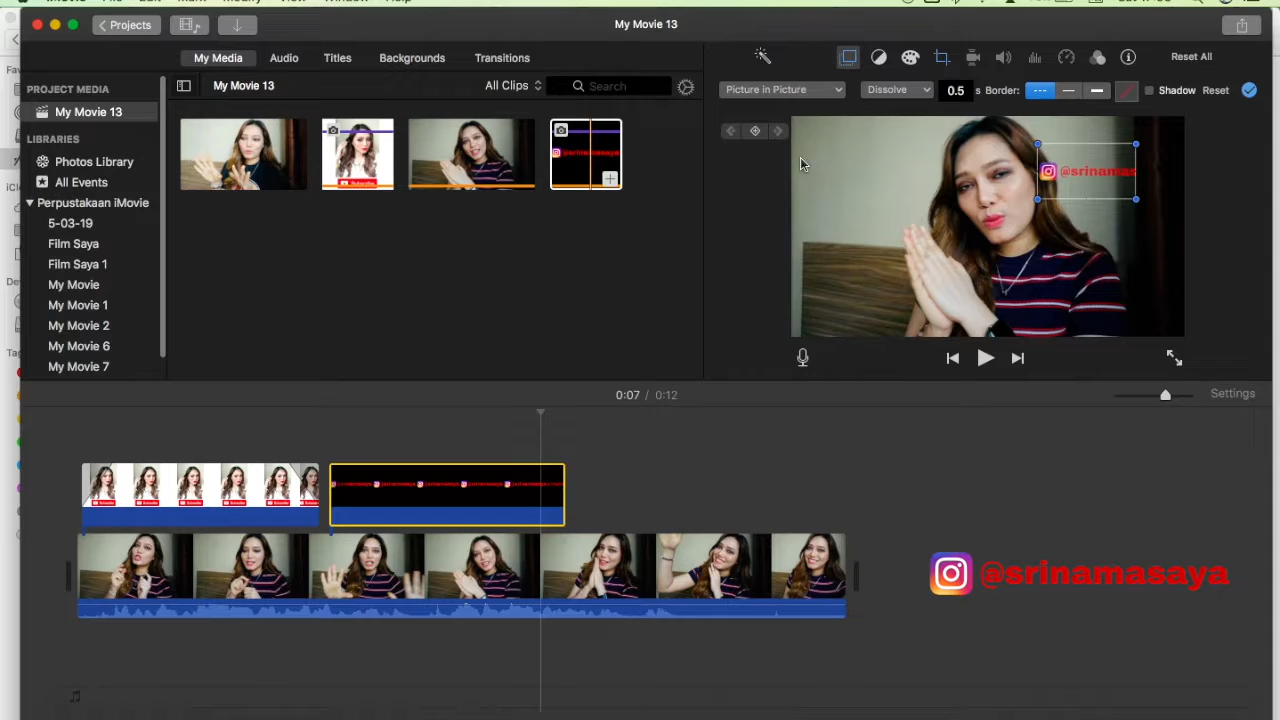 My Movie 13
Projects
My Media
Audio
Titles
Backgrounds
Transitions
Reset All
PROJECT MEDIA
My Movie 13
All Clips
Search
Picture in Picture
Dissolve
0.5
s Border:
Shadow
Reset
My Movie 13
LIBRARIES
Photos Library
All Events
Perpustakaan iMovie
5-03-19
Film Saya
Film Saya 1
My Movie
My Movie 1
My Movie 2
My Movie 6
My Movie 7
@srinamasaya
@srinamas
Subscribe
0:07 / 0:12
Settings
@srinamasaya